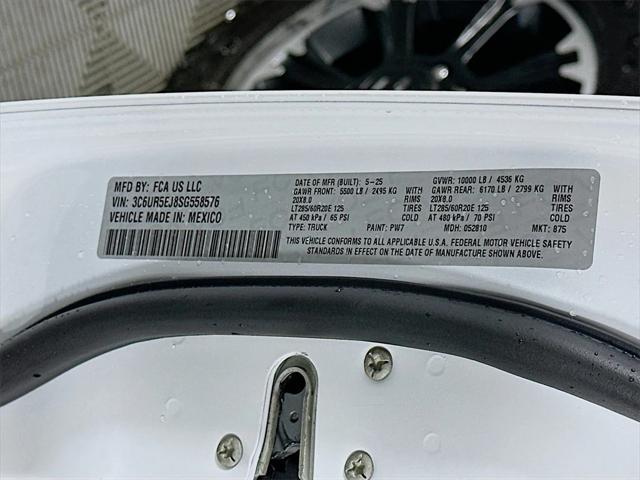 MFD BY: FCA US LLC
VIN: 3C6UR5EJ8SG558576
VEHICLE MADE IN: MEXICO
DATE OF MFR (BUILT): 5-25
GAWR FRONT: 5500 LB / 2495 KG
WITH
20X8.0
RIMS
LT285/60R20E 125
TIRES
AT 450 kPa / 65 PSI
TYPE: TRUCK
PAINT: PW7
GVWR: 10000 LB / 4536 KG
GAWR REAR: 6170 LB / 2799 KG
WITH
20X8.0
RIMS
LT285/60R20E 125
TIRES
AT 480 kPa / 70 PSI
MDH: 052810
MKT: 875
THIS VEHICLE CONFORMS TO ALL APPLICABLE U.S.A. FEDERAL MOTOR VEHICLE SAFETY
STANDARDS IN EFFECT ON THE DATE OF MANUFACTURE SHOWN ABOVE.